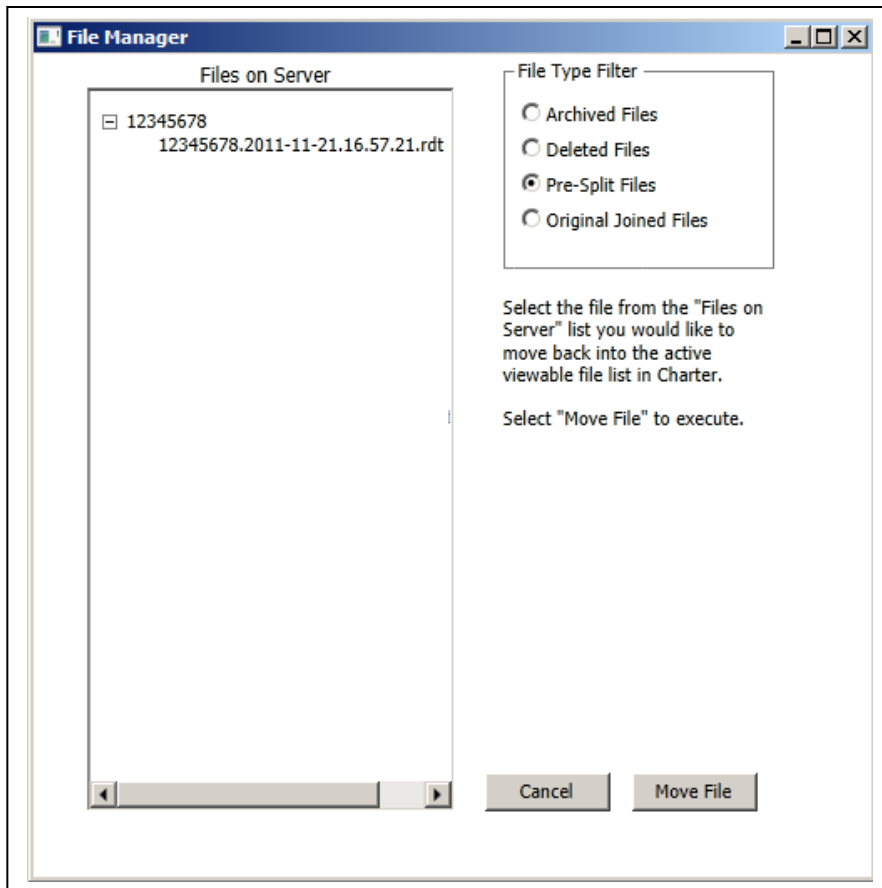 File Manager
Files on Server
12345678
12345678.2011-11-21.16.57.21.rdt
File Type Filter
Archived Files
Deleted Files
Pre-Split Files
Original Joined Files
Select the file from the "Files on
Server" list you would like to
move back into the active
viewable file list in Charter.
Select "Move File" to execute.
Cancel
Move File